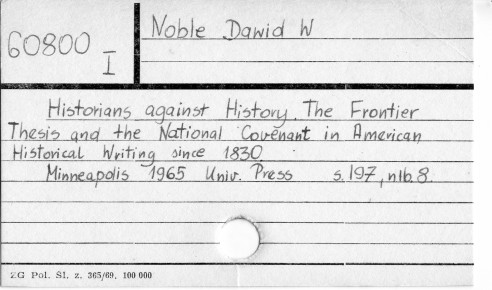 60800
I
Noble Dawid W
Historians against History. The Frontier
Thesis and the National Covenant in American
Historical Writing since 1830
Minneapolis 1965 Univ. Press s. 197, nlb. 8.
ZG Pol. Sl. z. 365/69. 100 000